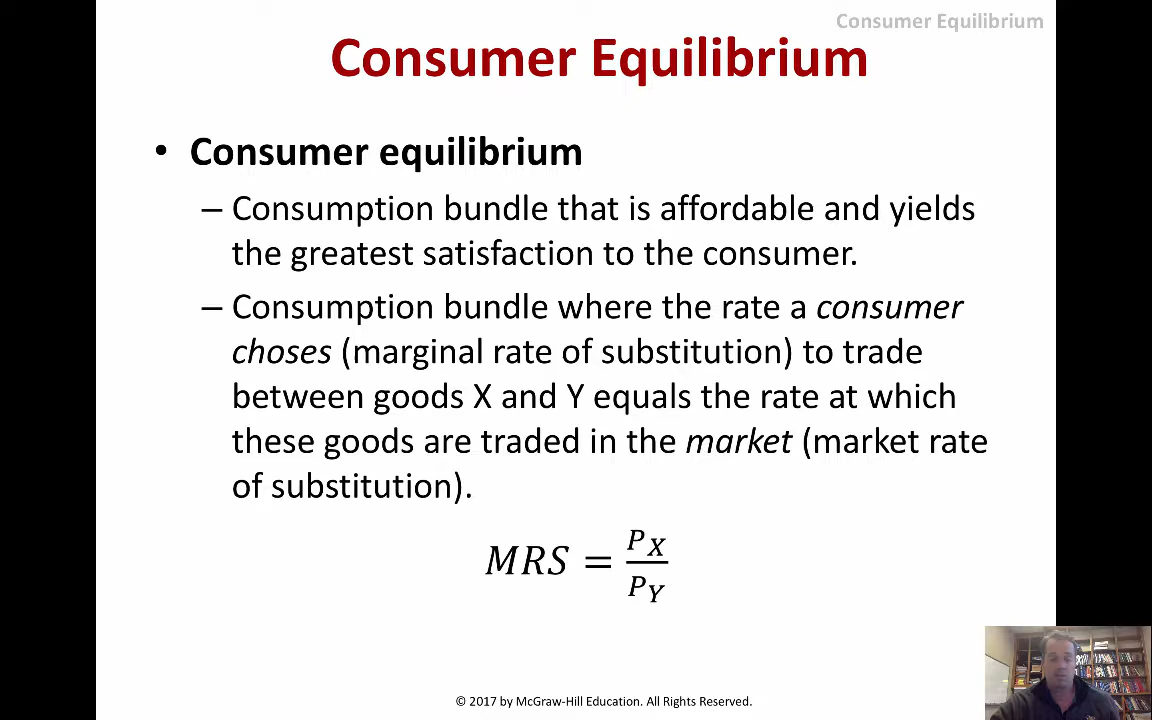 Consumer Equilibrium
Consumer Equilibrium
• Consumer equilibrium
– Consumption bundle that is affordable and yields
the greatest satisfaction to the consumer.
– Consumption bundle where the rate a consumer
choses (marginal rate of substitution) to trade
between goods X and Y equals the rate at which
these goods are traded in the market (market rate
of substitution).
MRS = P_X / P_Y
© 2017 by McGraw-Hill Education. All Rights Reserved.